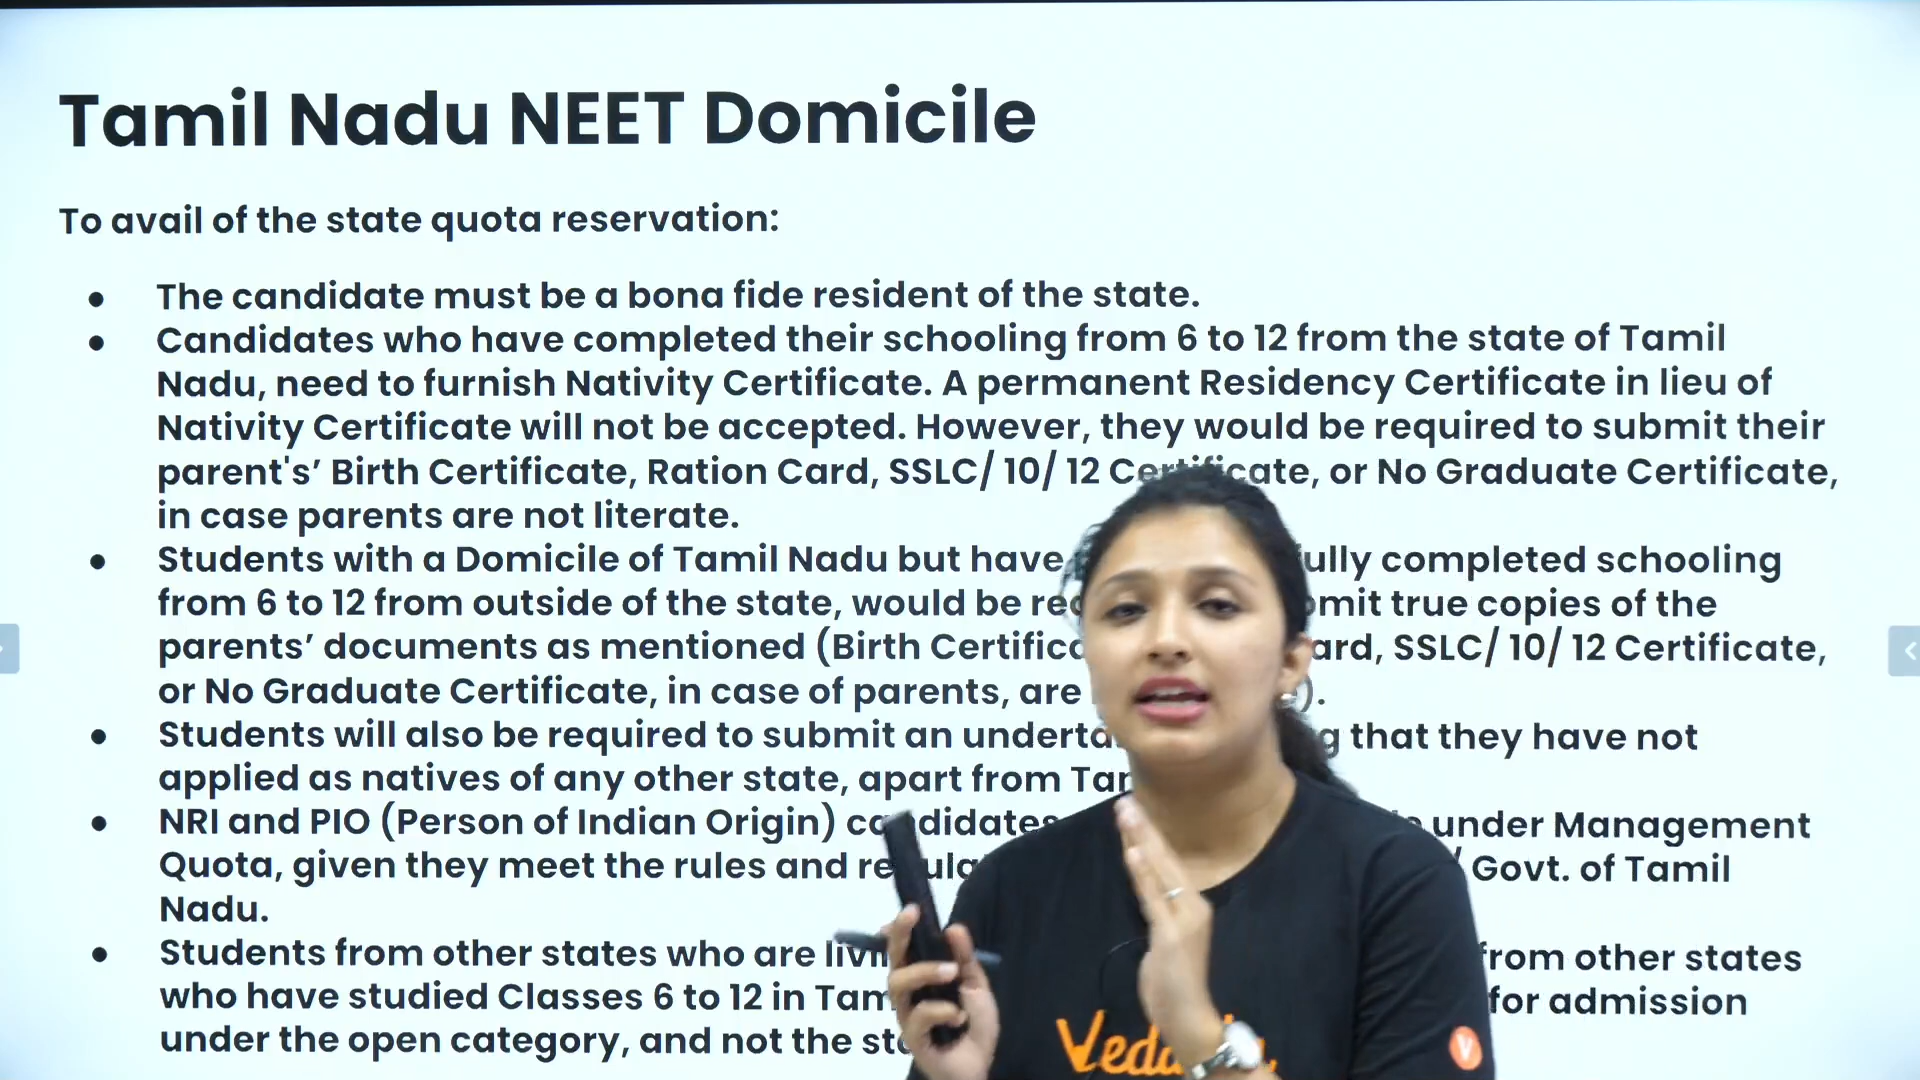 Tamil Nadu NEET Domicile
To avail of the state quota reservation:
● The candidate must be a bona fide resident of the state.
● Candidates who have completed their schooling from 6 to 12 from the state of Tamil
Nadu, need to furnish Nativity Certificate. A permanent Residency Certificate in lieu of
Nativity Certificate will not be accepted. However, they would be required to submit their
parent's’ Birth Certificate, Ration Card, SSLC/ 10/ 12 Certificate, or No Graduate Certificate,
in case parents are not literate.
● Students with a Domicile of Tamil Nadu but have completed schooling
from 6 to 12 from outside of the state, would be true copies of the
parents’ documents as mentioned (Birth SSLC/ 10/ 12 Certificate,
or No Graduate Certificate, in case of parents, are
● Students will also be required to submit an that they have not
applied as natives of any other state, apart from
● NRI and PIO (Person of Indian Origin) candidates under Management
Quota, given they meet the rules and Govt. of Tamil
Nadu.
● Students from other states who are from other states
who have studied Classes 6 to 12 in for admission
under the open category, and not the
V